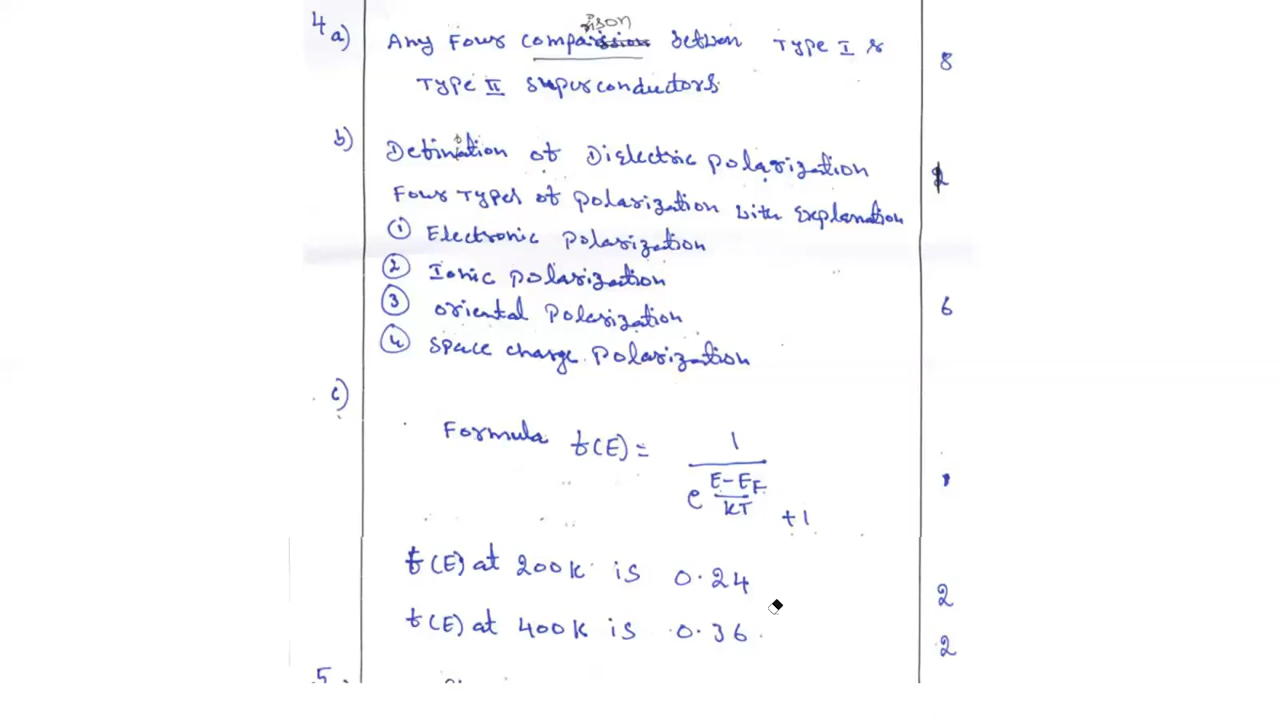 4 a) Any Four comparison between Type I & 8
Type II superconductors
b) Definition of Dielectric polarization
Four Types of polarization with Explanation
① Electronic polarization
② Ionic polarization
③ oriental polarization 6
④ Space charge polarization
c)
Formula f(E) = 1 / (e^((E-EF)/KT) + 1) 1
f(E) at 200K is 0.24 2
f(E) at 400K is 0.36 2
5